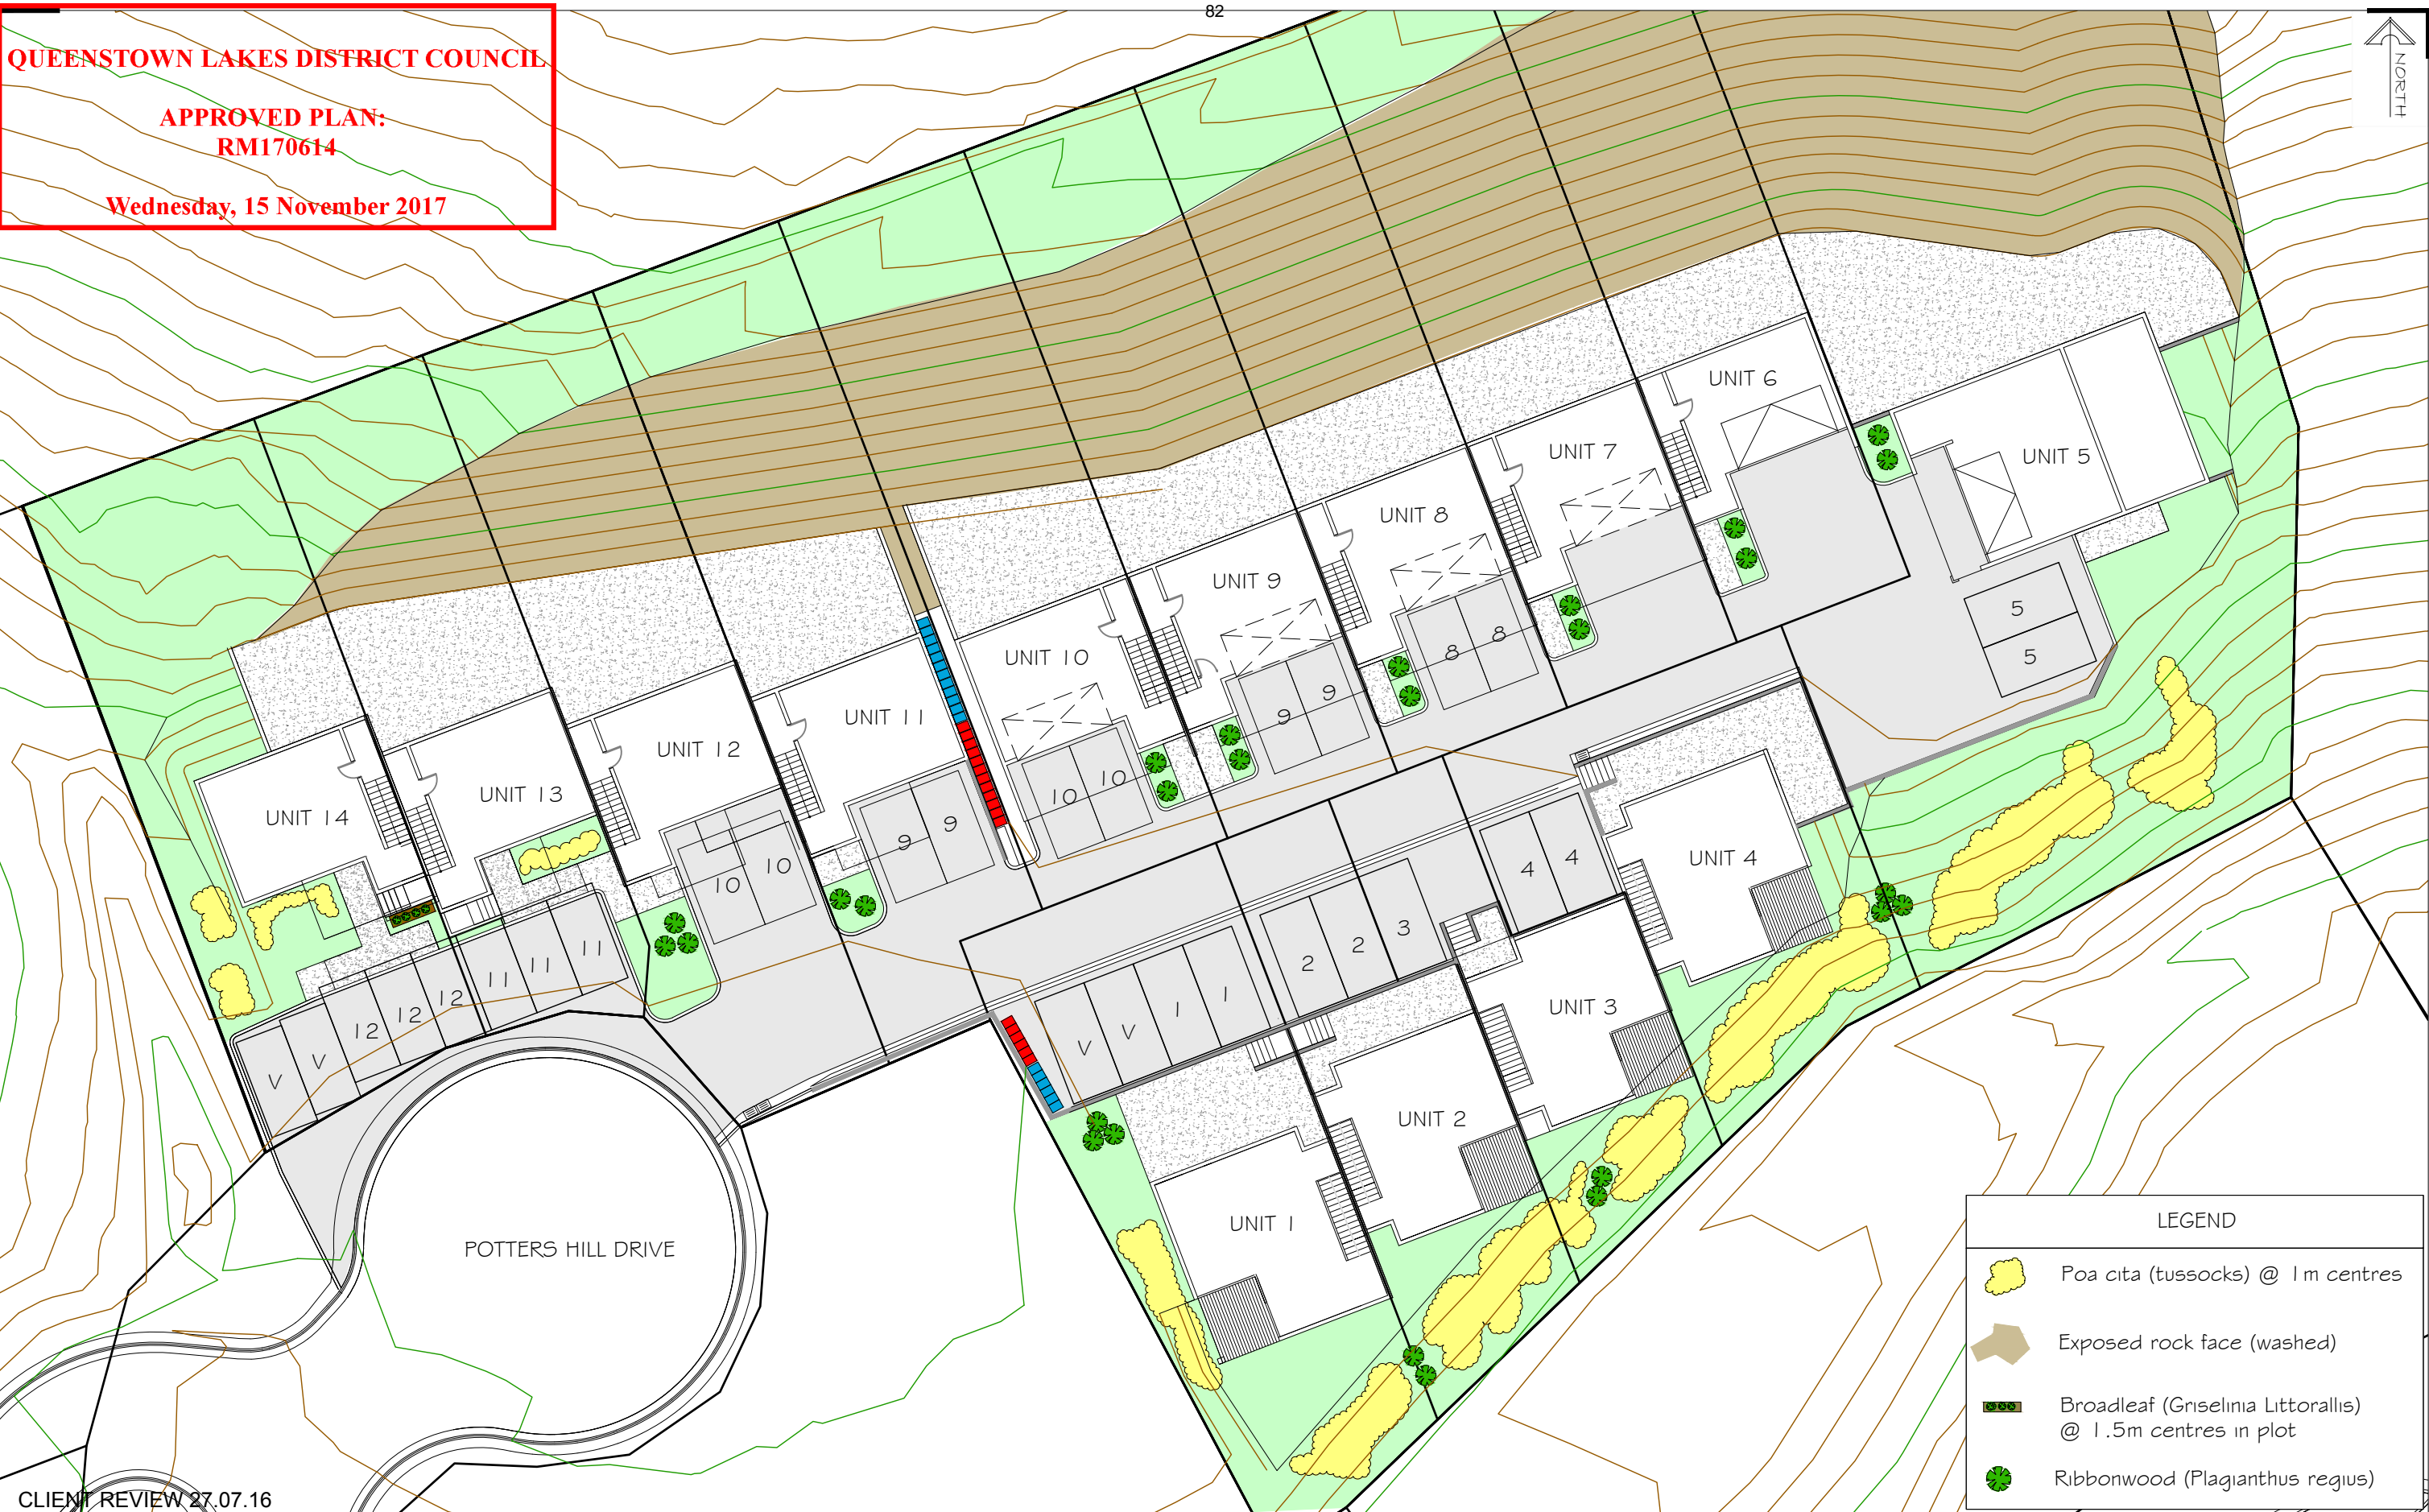 82
QUEENSTOWN LAKES DISTRICT COUNCIL
APPROVED PLAN:
RM170614
Wednesday, 15 November 2017
NORTH
UNIT 6
UNIT 7
UNIT 5
UNIT 8
UNIT 9
UNIT 10
UNIT 11
UNIT 12
UNIT 13
UNIT 14
5
5
8 8
9 9
10 10
9 9
10 10
11 11 11
12 12 12
V V
4 4
UNIT 4
2 2 3
V V 1 1
UNIT 3
UNIT 2
UNIT 1
POTTERS HILL DRIVE
LEGEND
Poa cita (tussocks) @ 1m centres
Exposed rock face (washed)
Broadleaf (Griselinia Littorallis)
@ 1.5m centres in plot
Ribbonwood (Plagianthus regius)
CLIENT REVIEW 27.07.16